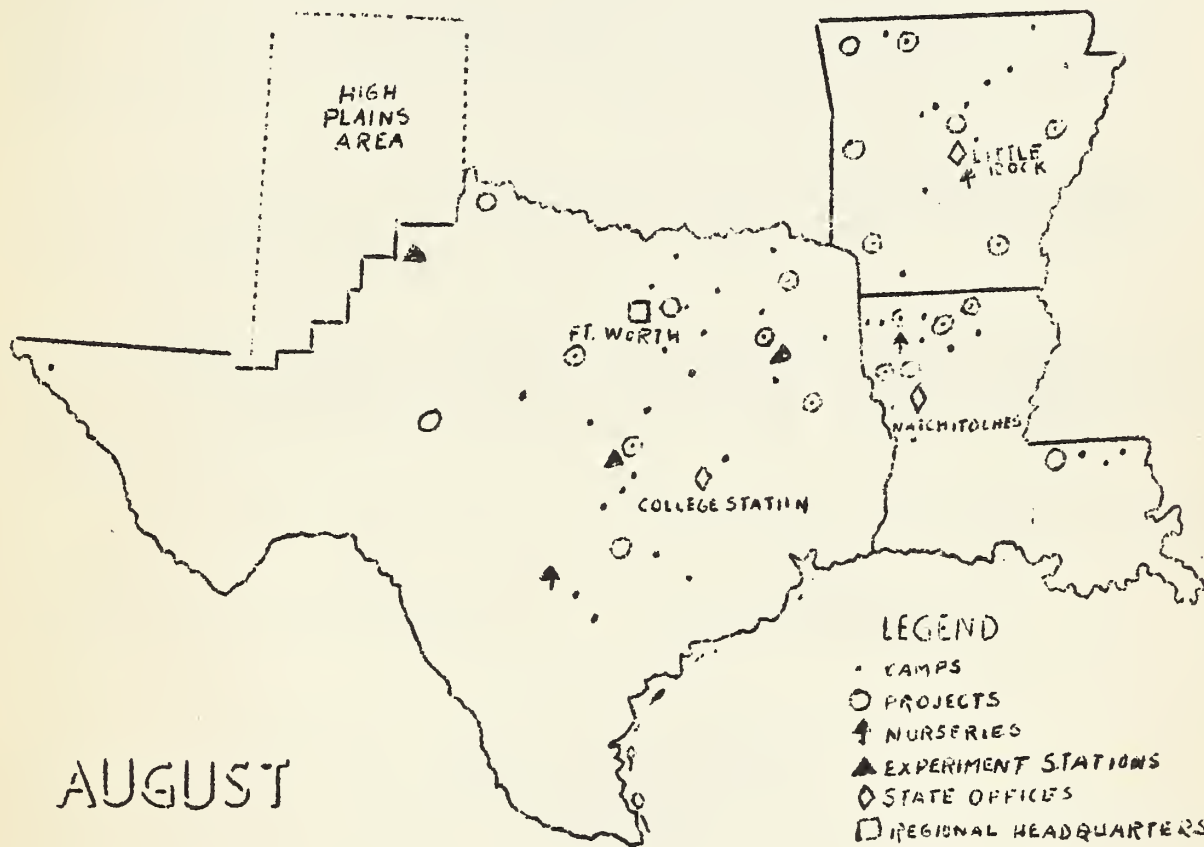 HIGH
PLAINS
AREA
LITTLE
ROCK
FT. WORTH
NATCHITOCHES
COLLEGE STATION
LEGEND
CAMPS
PROJECTS
NURSERIES
EXPERIMENT STATIONS
STATE OFFICES
REGIONAL HEADQUARTERS
AUGUST